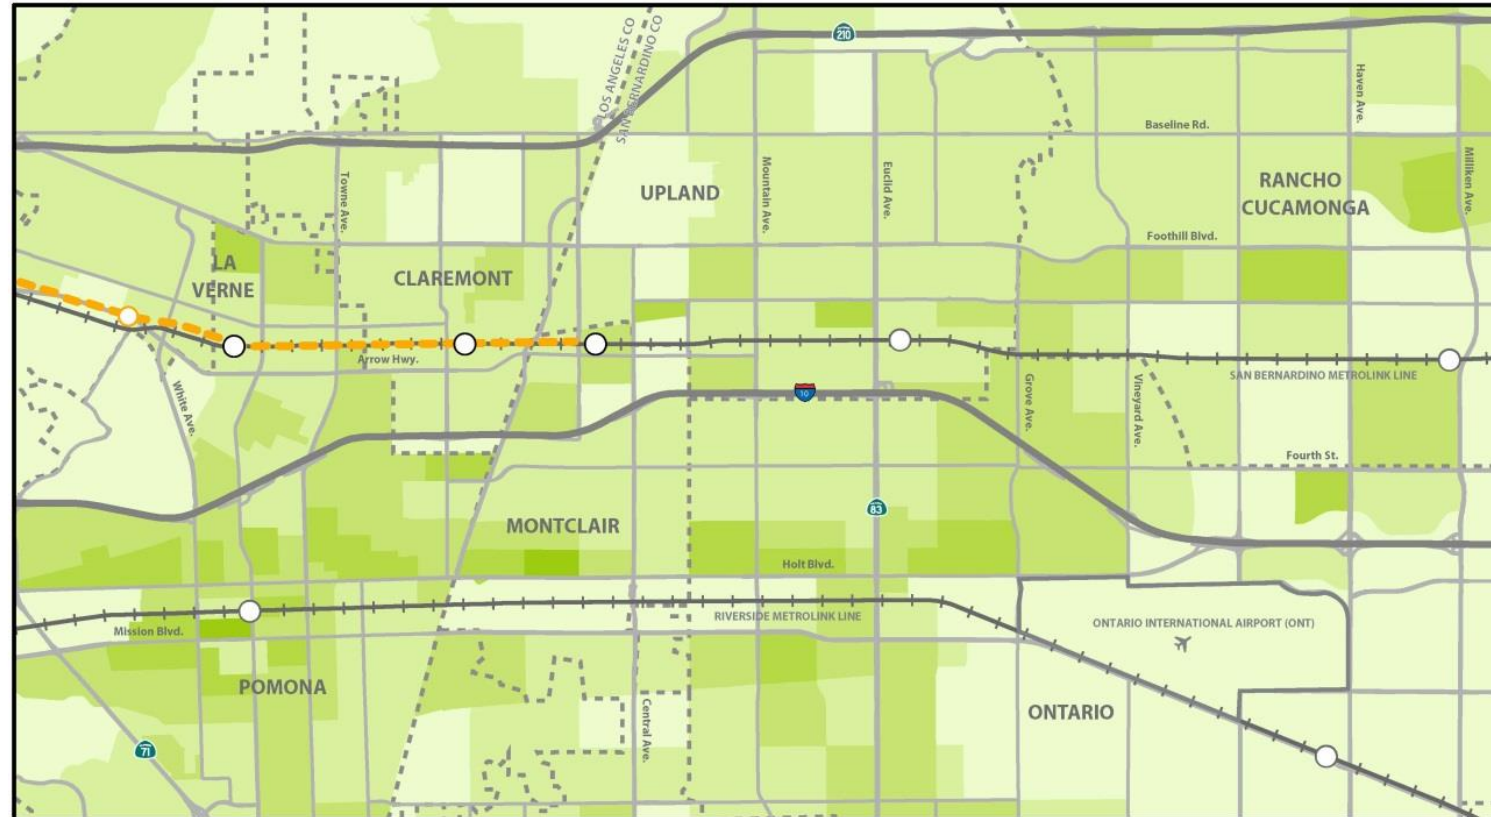 210
LOS ANGELES CO
SAN BERNARDINO CO
Haven Ave.
Baseline Rd.
Milliken Ave.
Towne Ave.
Mountain Ave.
Euclid Ave.
UPLAND
RANCHO
CUCAMONGA
Foothill Blvd.
LA
VERNE
CLAREMONT
Arrow Hwy.
White Ave.
10
Grove Ave.
Vineyard Ave.
SAN BERNARDINO METROLINK LINE
Fourth St.
83
MONTCLAIR
Holt Blvd.
Mission Blvd.
RIVERSIDE METROLINK LINE
ONTARIO INTERNATIONAL AIRPORT (ONT)
POMONA
Central Ave.
ONTARIO
71